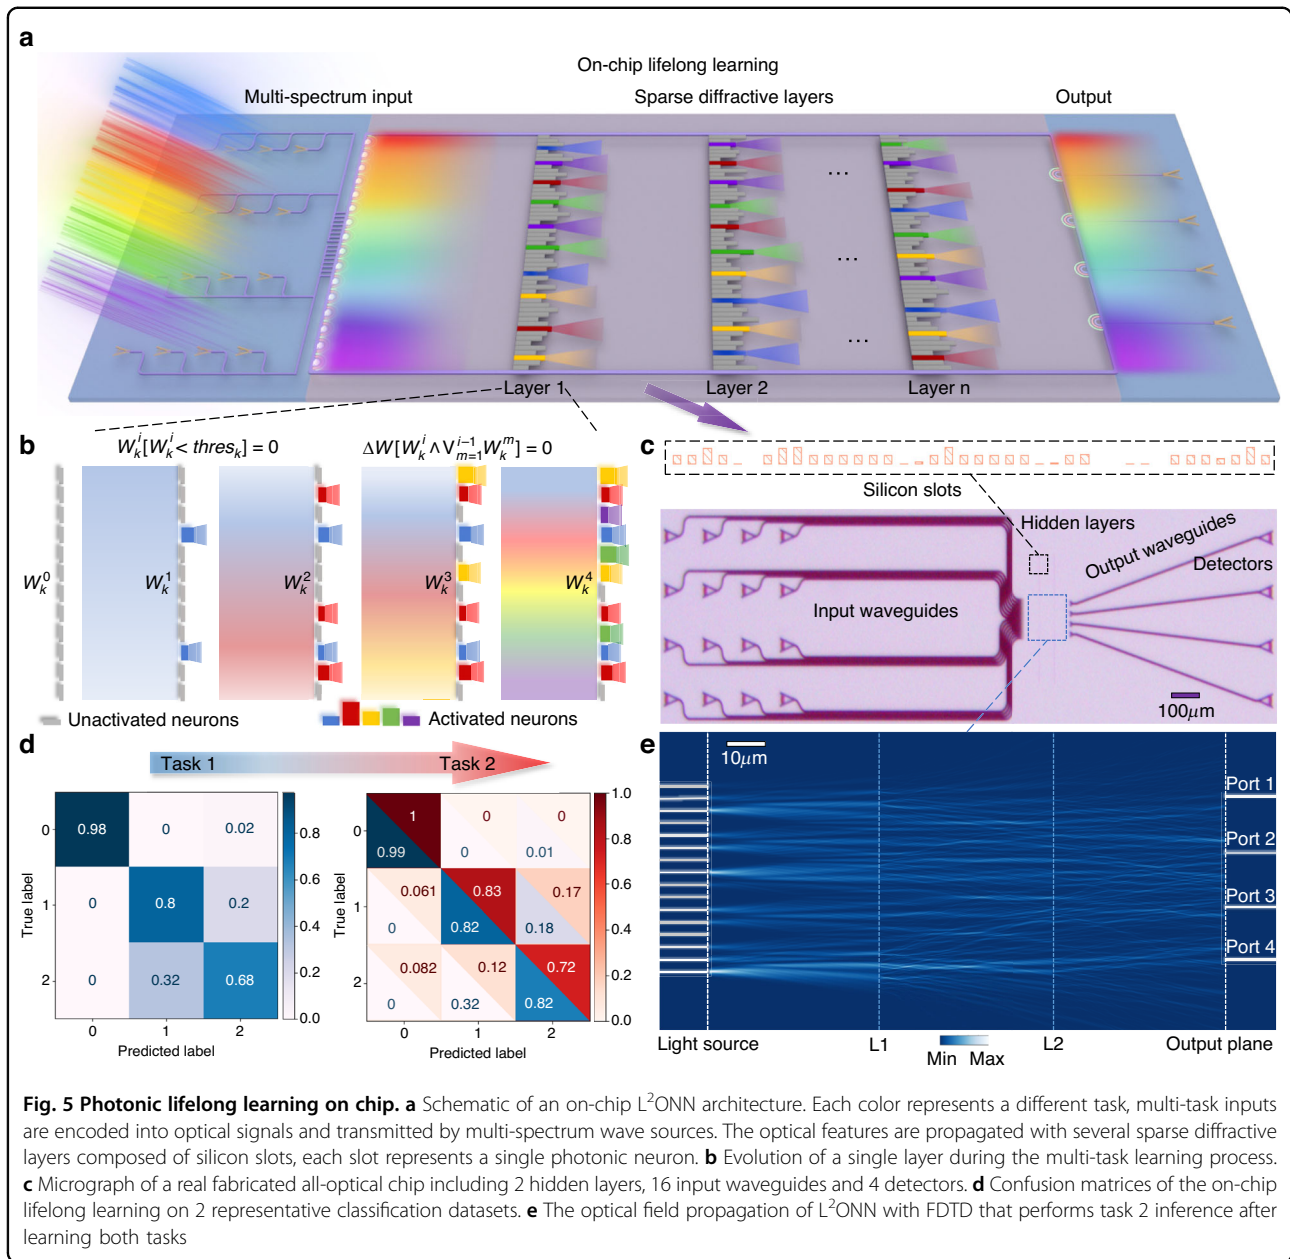 a
On-chip lifelong learning
Multi-spectrum input
Sparse diffractive layers
Output
...
...
...
Layer 1
Layer 2
Layer n
b
W_k^i[W_k^i < thres_k] = 0
ΔW[W_k^i ∧ V_{m=1}^{i−1} W_k^m] = 0
W_k^0
W_k^1
W_k^2
W_k^3
W_k^4
Unactivated neurons
Activated neurons
c
Silicon slots
Hidden layers
Output waveguides
Detectors
Input waveguides
100μm
d
Task 1
Task 2
0
0.98
0
0.02
1
0
0.8
0.2
2
0
0.32
0.68
0
1
2
True label
Predicted label
0.8
0.6
0.4
0.2
0.0
0
1
0
0
0.99
0
0.01
1
0.061
0.83
0.17
0
0.82
0.18
2
0.082
0.12
0.72
0
0.32
0.82
0
1
2
True label
Predicted label
1.0
0.8
0.6
0.4
0.2
0.0
e
10μm
Port 1
Port 2
Port 3
Port 4
Light source
L1
L2
Output plane
Min
Max
Fig. 5 Photonic lifelong learning on chip. a Schematic of an on-chip L²ONN architecture. Each color represents a different task, multi-task inputs
are encoded into optical signals and transmitted by multi-spectrum wave sources. The optical features are propagated with several sparse diffractive
layers composed of silicon slots, each slot represents a single photonic neuron. b Evolution of a single layer during the multi-task learning process.
c Micrograph of a real fabricated all-optical chip including 2 hidden layers, 16 input waveguides and 4 detectors. d Confusion matrices of the on-chip
lifelong learning on 2 representative classification datasets. e The optical field propagation of L²ONN with FDTD that performs task 2 inference after
learning both tasks